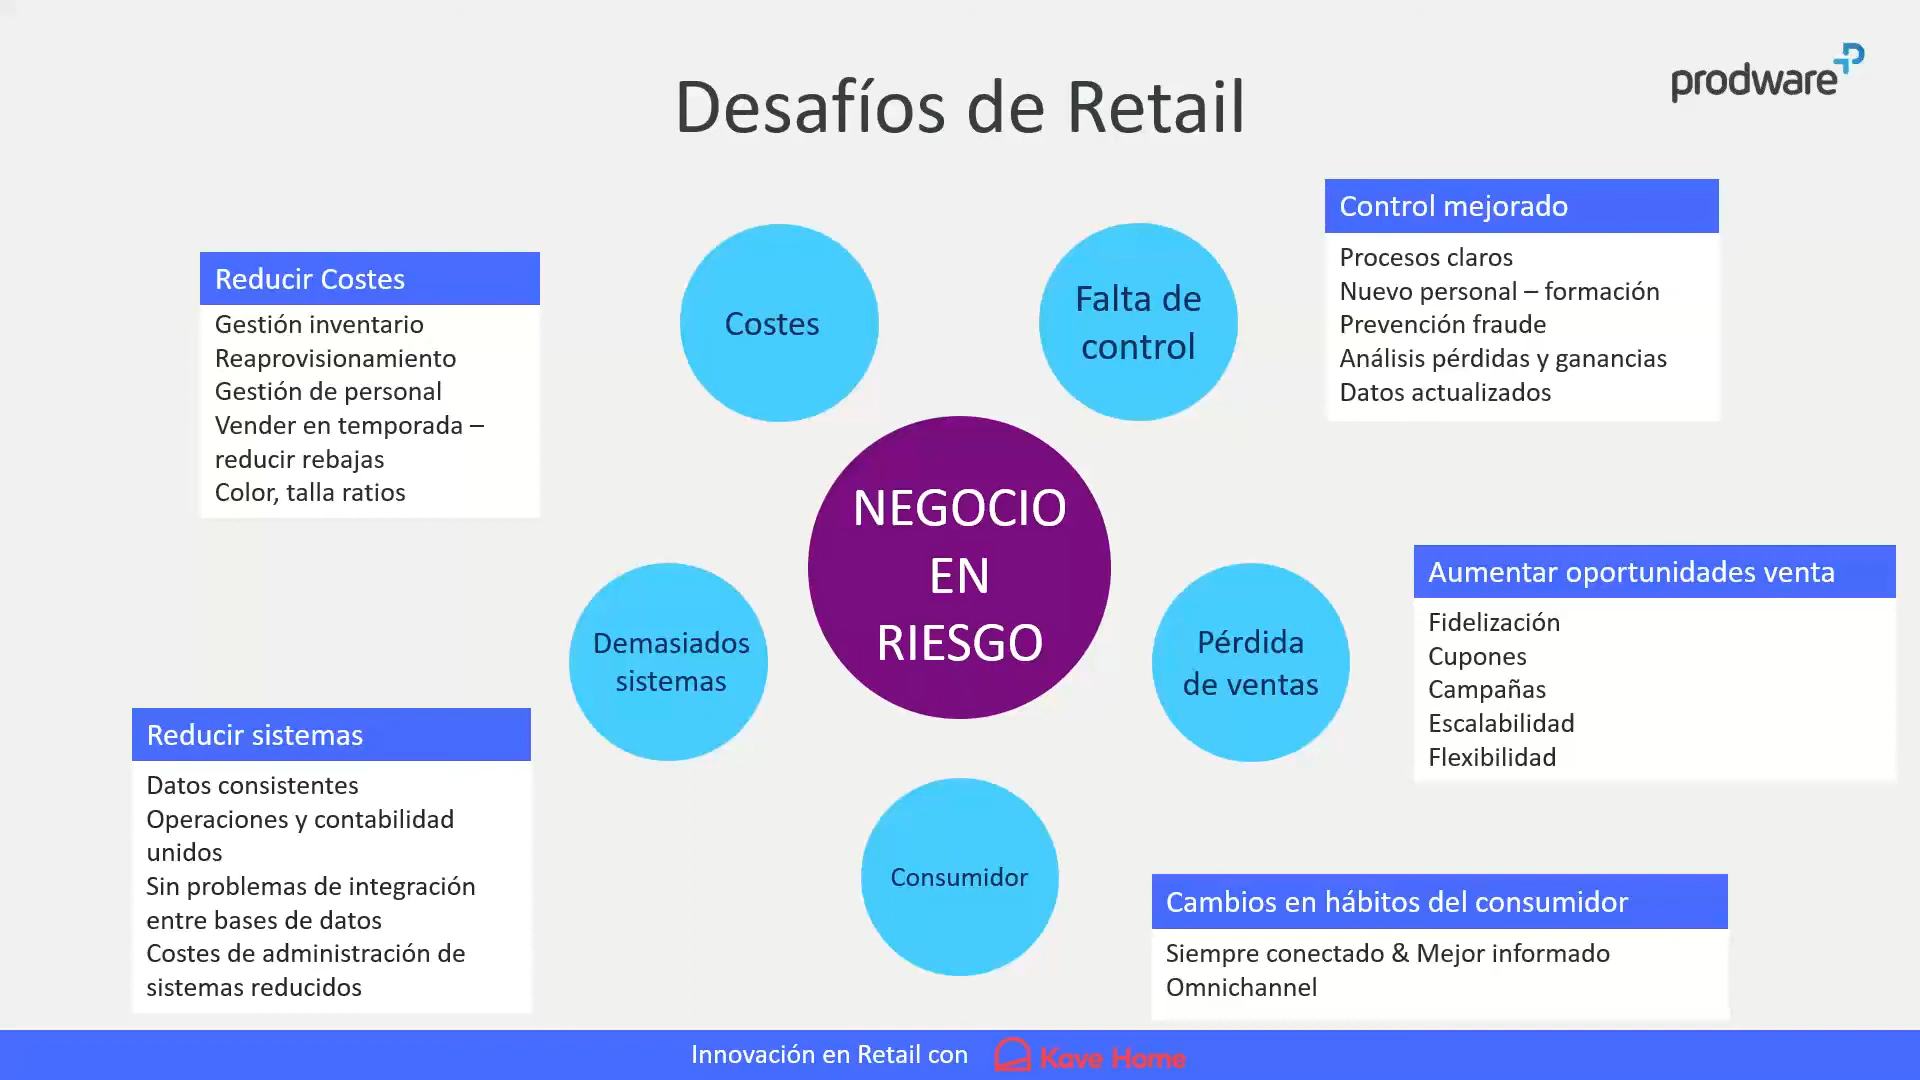 Desafíos de Retail
prodware
Reducir Costes
Gestión inventario
Reaprovisionamiento
Gestión de personal
Vender en temporada –
reducir rebajas
Color, talla ratios
Costes
Falta de
control
Control mejorado
Procesos claros
Nuevo personal – formación
Prevención fraude
Análisis pérdidas y ganancias
Datos actualizados
NEGOCIO
EN
RIESGO
Demasiados
sistemas
Pérdida
de ventas
Aumentar oportunidades venta
Fidelización
Cupones
Campañas
Escalabilidad
Flexibilidad
Reducir sistemas
Datos consistentes
Operaciones y contabilidad
unidos
Sin problemas de integración
entre bases de datos
Costes de administración de
sistemas reducidos
Consumidor
Cambios en hábitos del consumidor
Siempre conectado & Mejor informado
Omnichannel
Innovación en Retail con
Kave Home